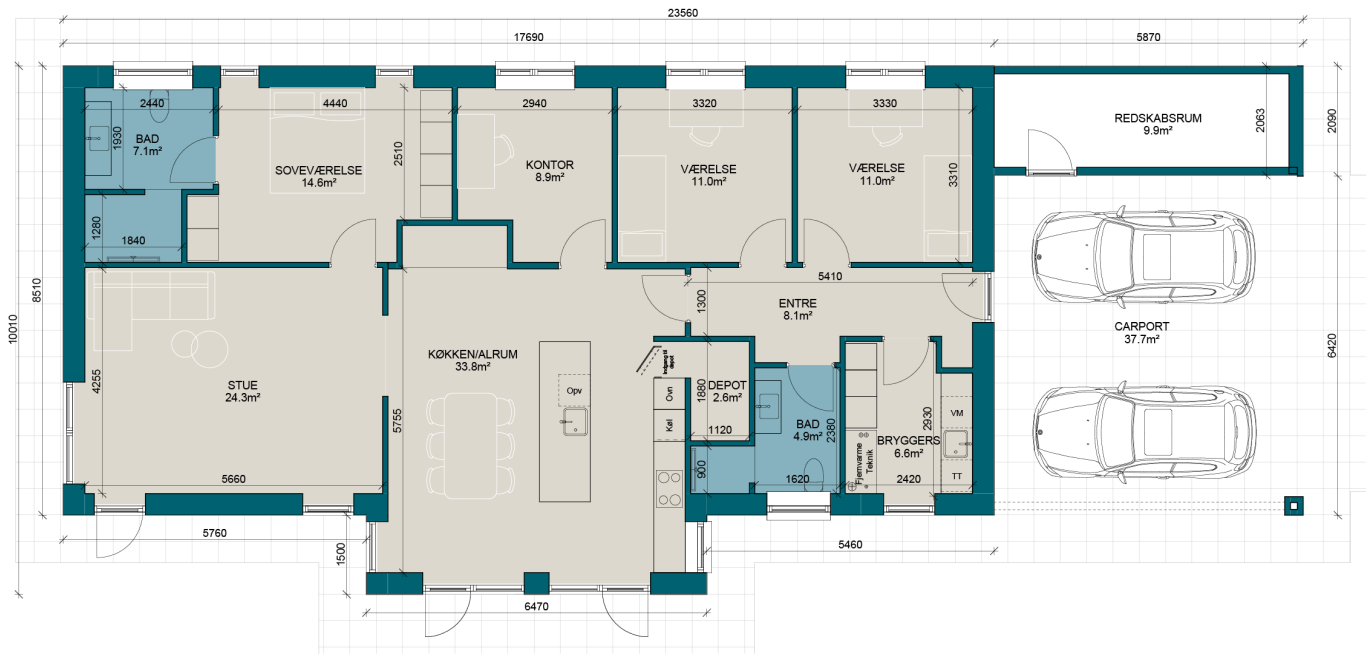 23560
17690
5870
2440
4440
2940
3320
3330
1930
BAD
7.1m²
SOVEVÆRELSE
14.6m²
2510
KONTOR
8.9m²
VÆRELSE
11.0m²
VÆRELSE
11.0m²
3310
REDSKABSRUM
9.9m²
2063
2090
1280
1840
10010
8510
5410
1300
ENTRE
8.1m²
CARPORT
37.7m²
6420
4255
STUE
24.3m²
KØKKEN/ALRUM
33.8m²
5755
Opv
Indgang til
depot
Ovn
Køl
DEPOT
2.6m²
1880
1120
900
BAD
4.9m²
2380
1620
BRYGGERS
6.6m²
2930
Fjernvarme
Teknik
VM
TT
2420
5660
5760
1500
6470
5460